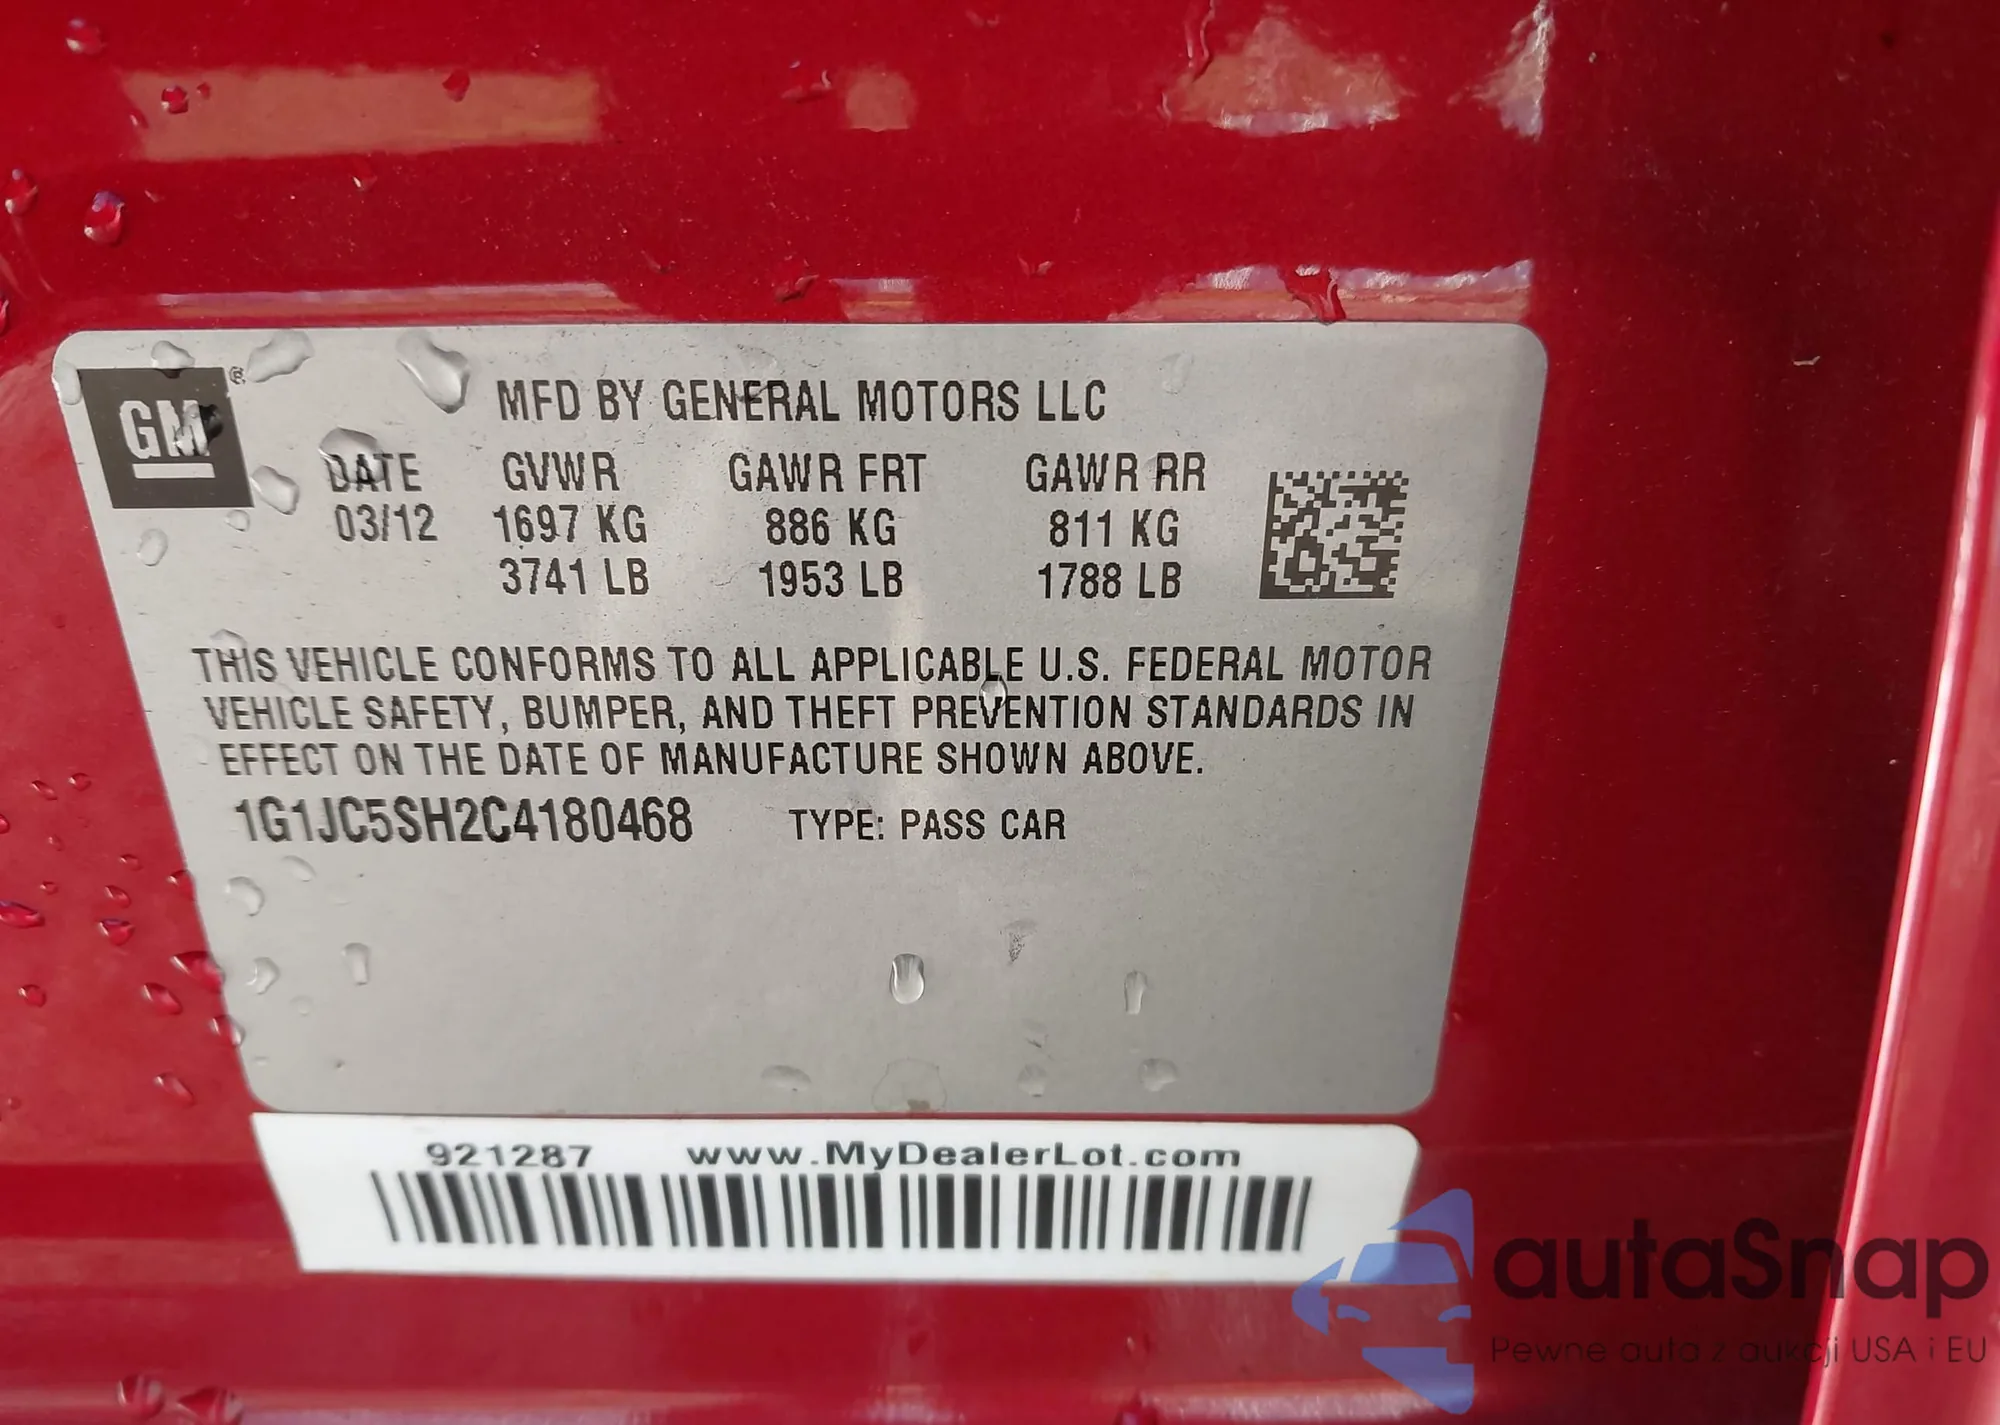 GM ®
MFD BY GENERAL MOTORS LLC
DATE GVWR GAWR FRT GAWR RR
03/12 1697 KG 886 KG 811 KG
3741 LB 1953 LB 1788 LB
THIS VEHICLE CONFORMS TO ALL APPLICABLE U.S. FEDERAL MOTOR
VEHICLE SAFETY, BUMPER, AND THEFT PREVENTION STANDARDS IN
EFFECT ON THE DATE OF MANUFACTURE SHOWN ABOVE.
1G1JC5SH2C4180468 TYPE: PASS CAR
921287 www.MyDealerLot.com
autaSnap
Pewne auta z aukcji USA i EU